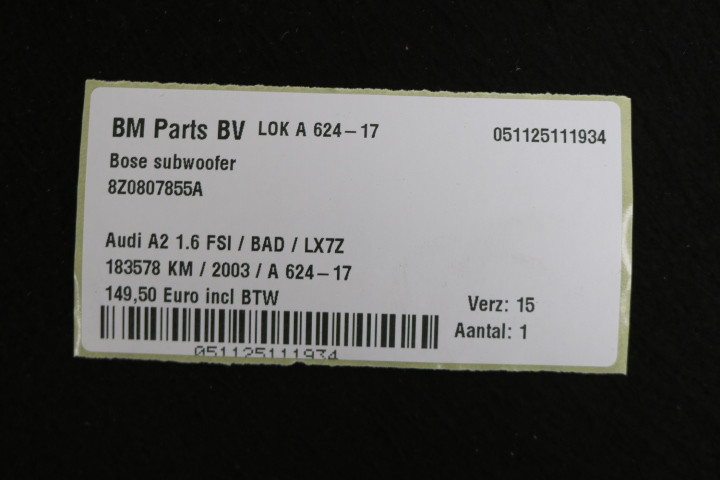 BM Parts BV LOK A 624-17 051125111934
Bose subwoofer
8Z0807855A
Audi A2 1.6 FSI / BAD / LX7Z
183578 KM / 2003 / A 624-17
149,50 Euro incl BTW
Verz: 15
Aantal: 1
051125111934